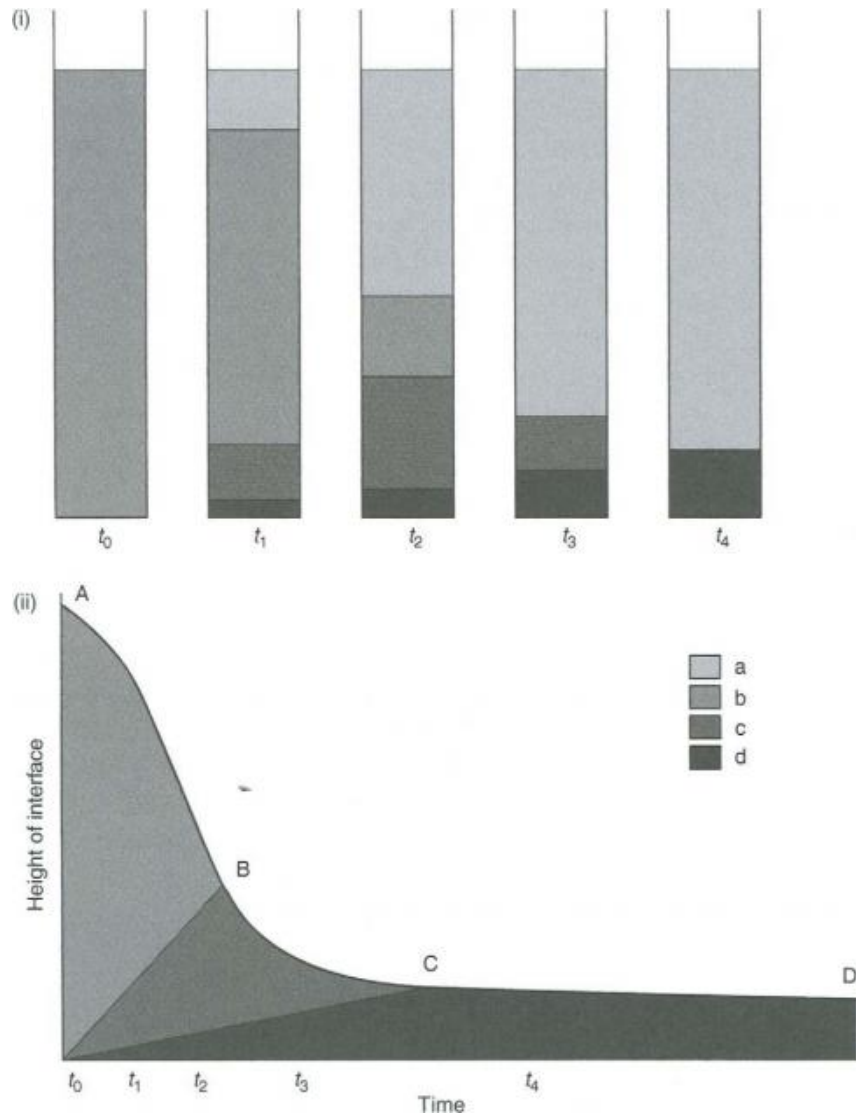 (i)
t₀ t₁ t₂ t₃ t₄
(ii)
A
a
b
c
d
B
C
D
Height of interface
t₀ t₁ t₂ t₃ t₄
Time